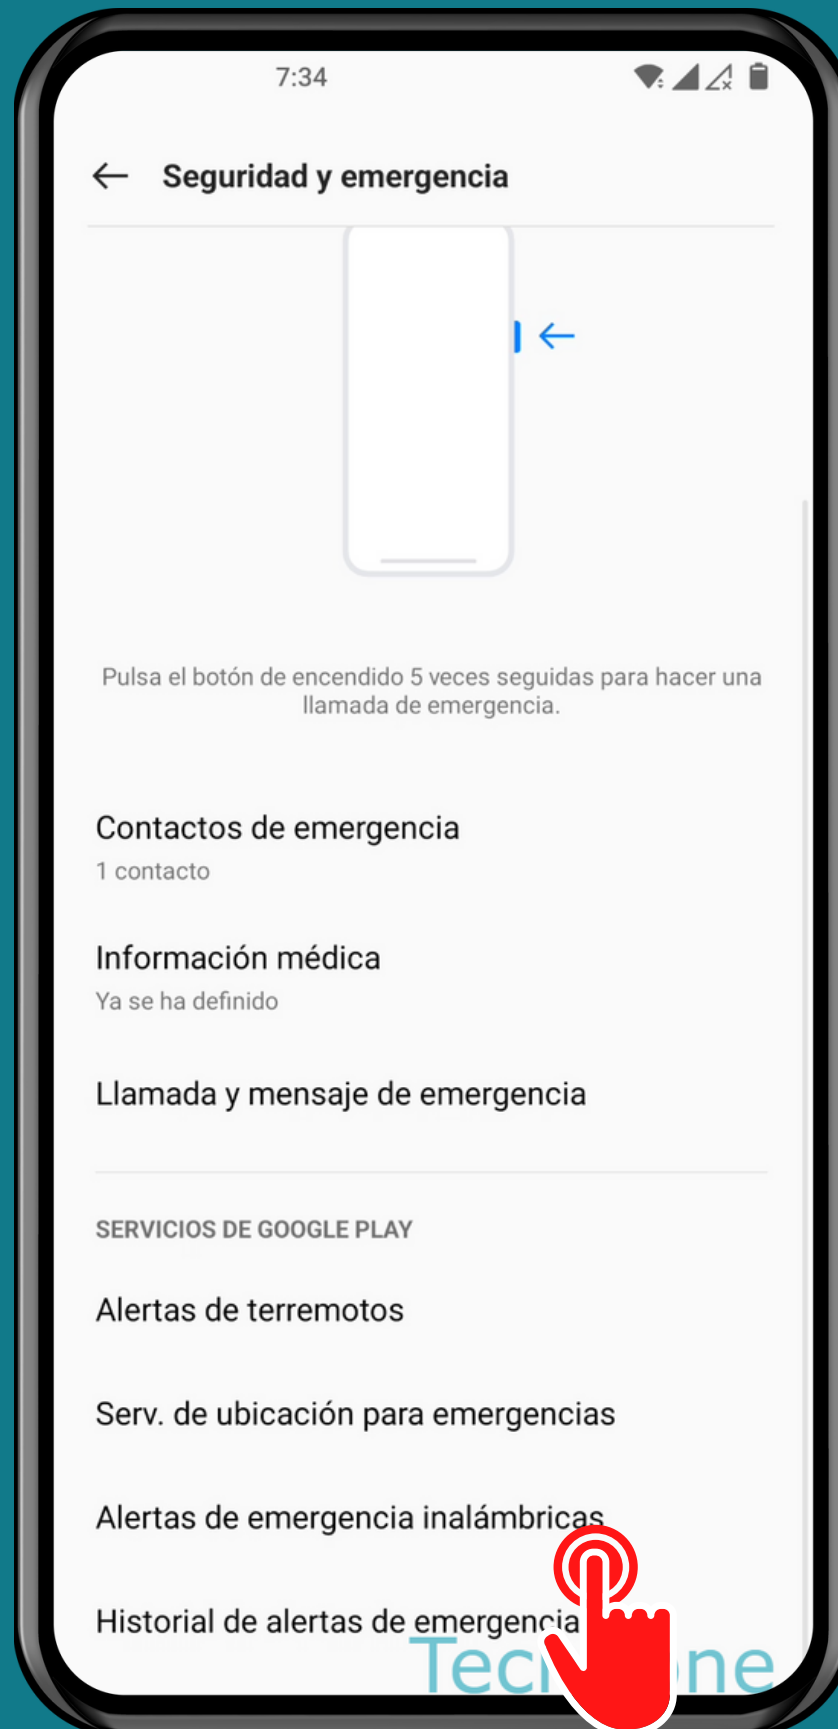 7:34
Seguridad y emergencia
Pulsa el botón de encendido 5 veces seguidas para hacer una
llamada de emergencia.
Contactos de emergencia
1 contacto
Información médica
Ya se ha definido
Llamada y mensaje de emergencia
SERVICIOS DE GOOGLE PLAY
Alertas de terremotos
Serv. de ubicación para emergencias
Alertas de emergencia inalámbricas
Historial de alertas de emergencia